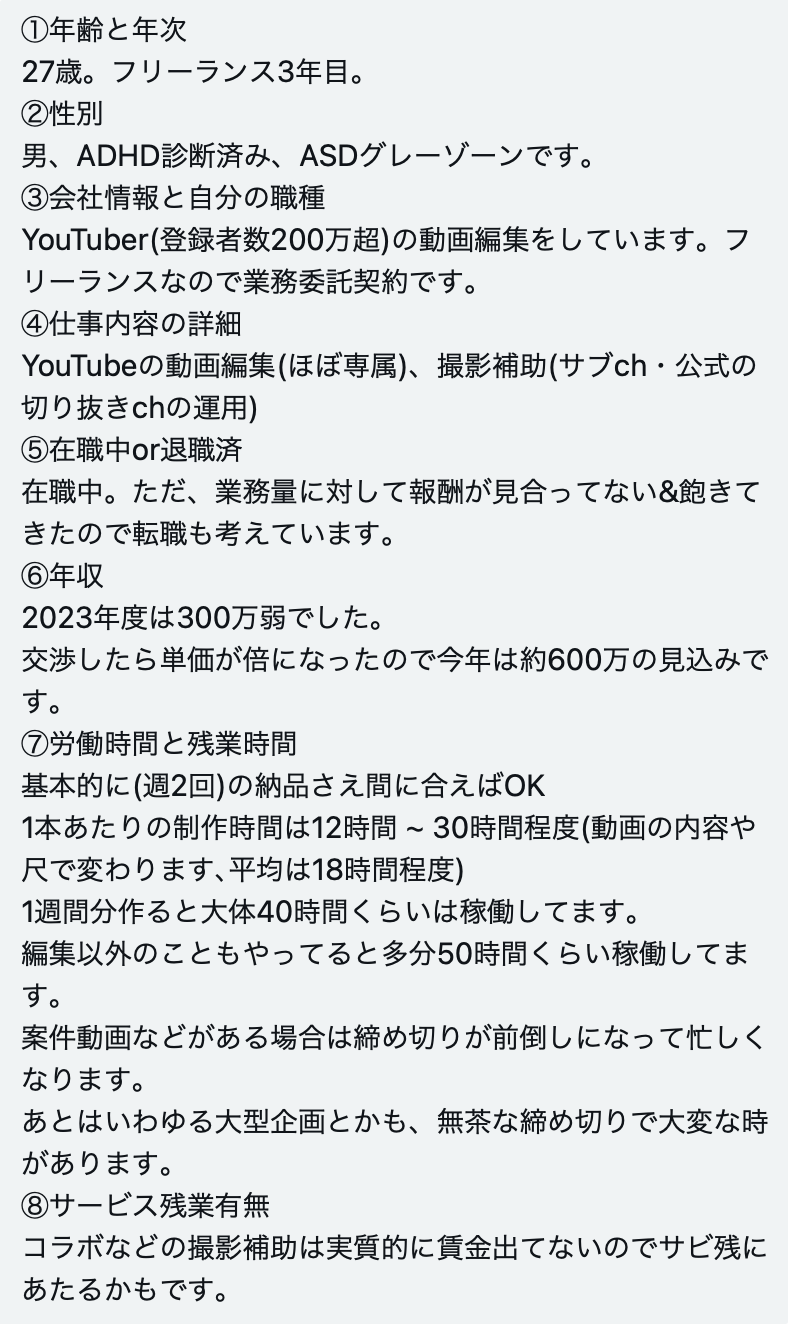 ①年齢と年次
27歳。フリーランス3年目。
②性別
男、ADHD診断済み、ASDグレーゾーンです。
③会社情報と自分の職種
YouTuber(登録者数200万超)の動画編集をしています。フ
リーランスなので業務委託契約です。
④仕事内容の詳細
YouTubeの動画編集(ほぼ専属)、撮影補助(サブch・公式の
切り抜きchの運用)
⑤在職中or退職済
在職中。ただ、業務量に対して報酬が見合ってない&飽きて
きたので転職も考えています。
⑥年収
2023年度は300万弱でした。
交渉したら単価が倍になったので今年は約600万の見込みで
す。
⑦労働時間と残業時間
基本的に(週2回)の納品さえ間に合えばOK
1本あたりの制作時間は12時間 ~ 30時間程度(動画の内容や
尺で変わります､平均は18時間程度)
1週間分作ると大体40時間くらいは稼働してます。
編集以外のこともやってると多分50時間くらい稼働してま
す。
案件動画などがある場合は締め切りが前倒しになって忙しく
なります。
あとはいわゆる大型企画とかも、無茶な締め切りで大変な時
があります。
⑧サービス残業有無
コラボなどの撮影補助は実質的に賃金出てないのでサビ残に
あたるかもです。